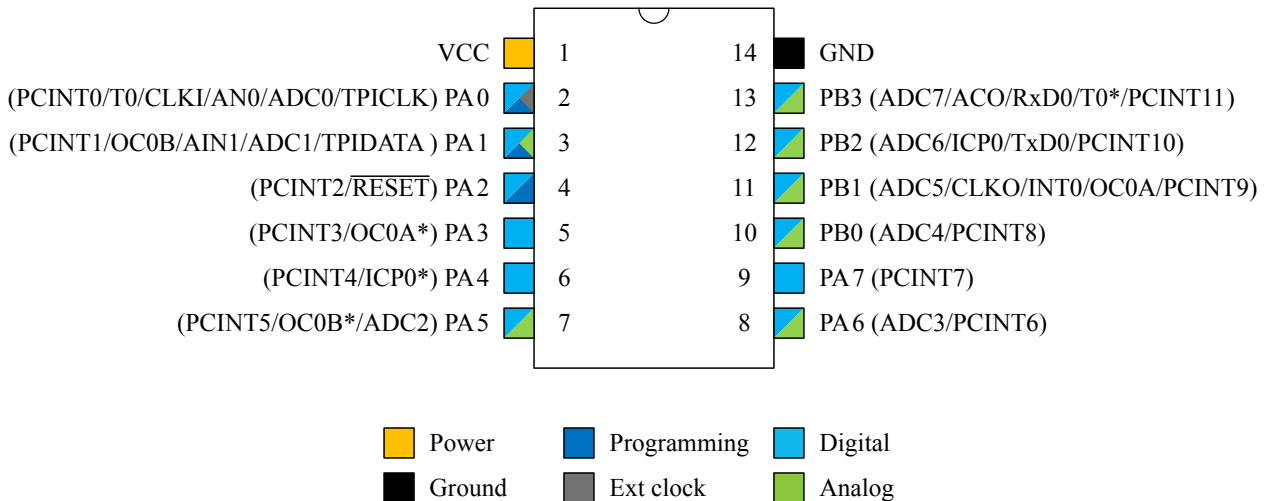 VCC 1 14 GND
(PCINT0/T0/CLKI/AN0/ADC0/TPICLK) PA0 2 13 PB3 (ADC7/ACO/RxD0/T0*/PCINT11)
(PCINT1/OC0B/AIN1/ADC1/TPIDATA ) PA1 3 12 PB2 (ADC6/ICP0/TxD0/PCINT10)
(PCINT2/RESET) PA2 4 11 PB1 (ADC5/CLKO/INT0/OC0A/PCINT9)
(PCINT3/OC0A*) PA3 5 10 PB0 (ADC4/PCINT8)
(PCINT4/ICP0*) PA4 6 9 PA7 (PCINT7)
(PCINT5/OC0B*/ADC2) PA5 7 8 PA6 (ADC3/PCINT6)
Power Programming Digital
Ground Ext clock Analog